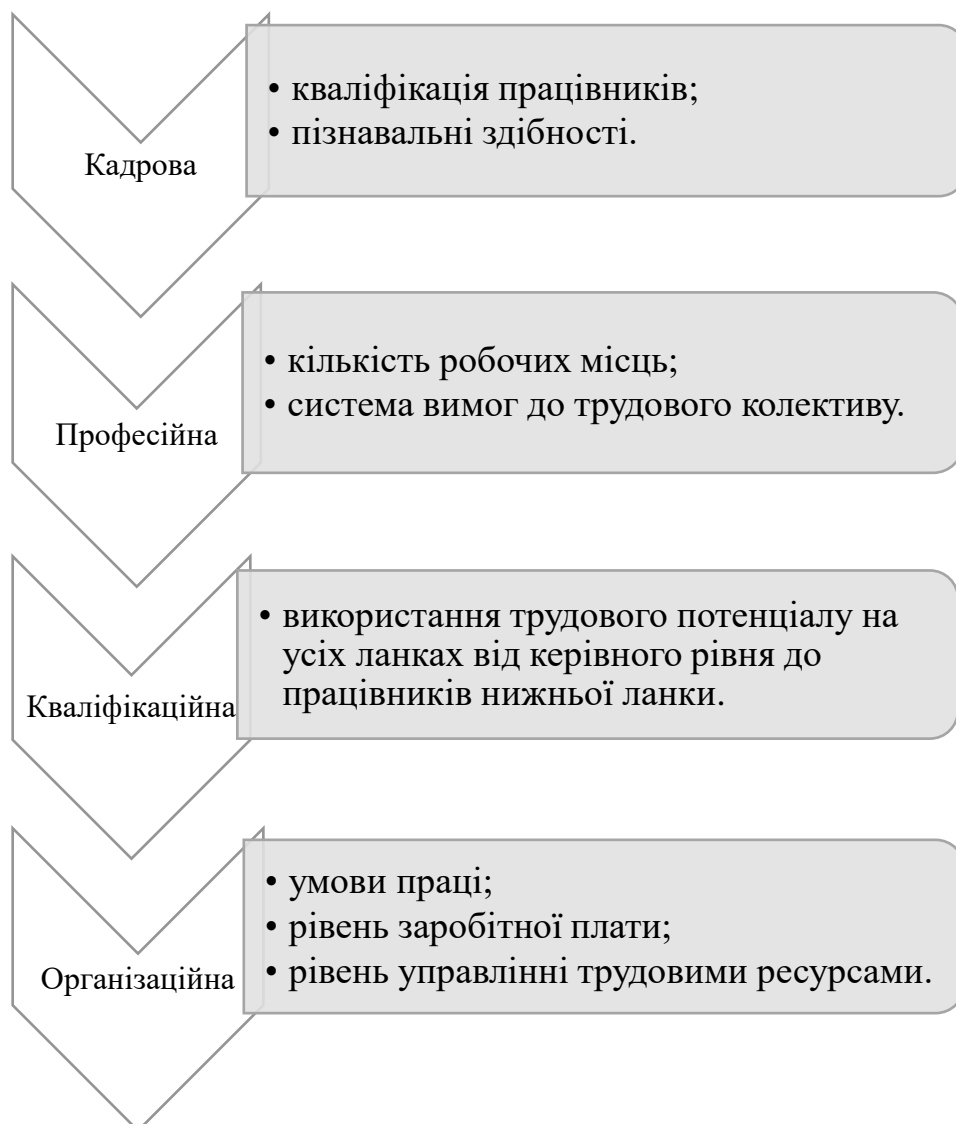 Кадрова
• кваліфікація працівників;
• пізнавальні здібності.
Професійна
• кількість робочих місць;
• система вимог до трудового колективу.
Кваліфікаційна
• використання трудового потенціалу на
усіх ланках від керівного рівня до
працівників нижньої ланки.
Організаційна
• умови праці;
• рівень заробітної плати;
• рівень управлінні трудовими ресурсами.